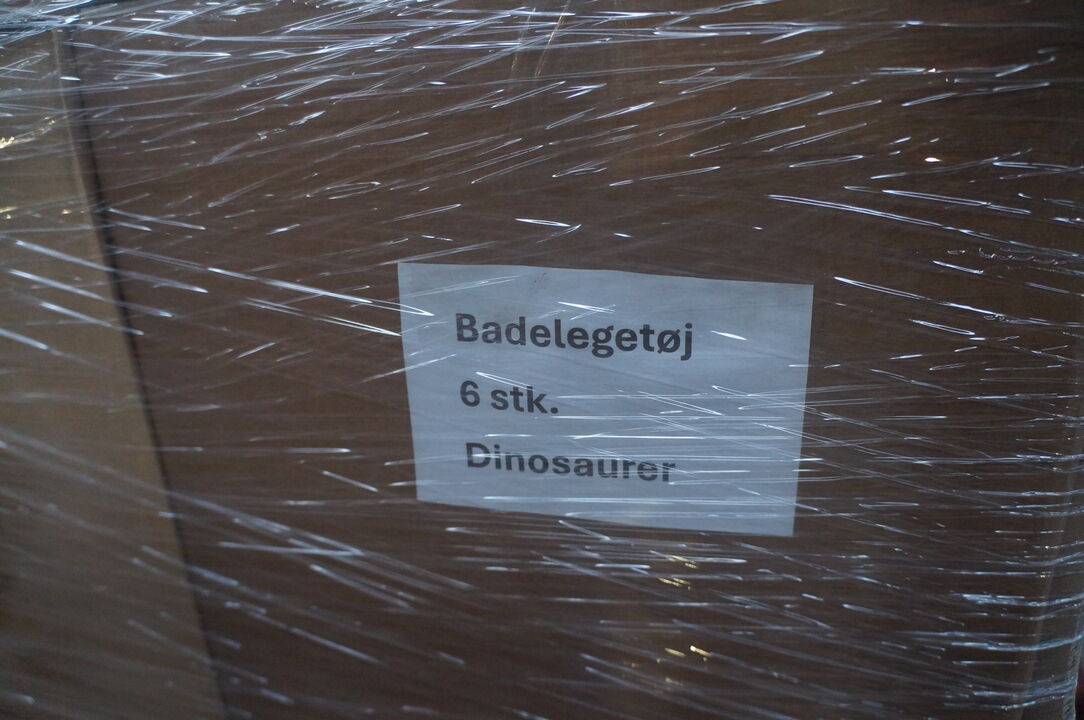 Badelegetøj
6 stk.
Dinosaurer